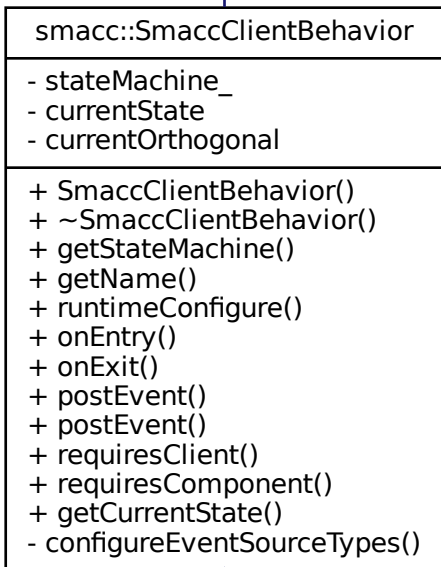 smacc::SmaccClientBehavior
- stateMachine_
- currentState
- currentOrthogonal
+ SmaccClientBehavior()
+ ~SmaccClientBehavior()
+ getStateMachine()
+ getName()
+ runtimeConfigure()
+ onEntry()
+ onExit()
+ postEvent()
+ postEvent()
+ requiresClient()
+ requiresComponent()
+ getCurrentState()
- configureEventSourceTypes()